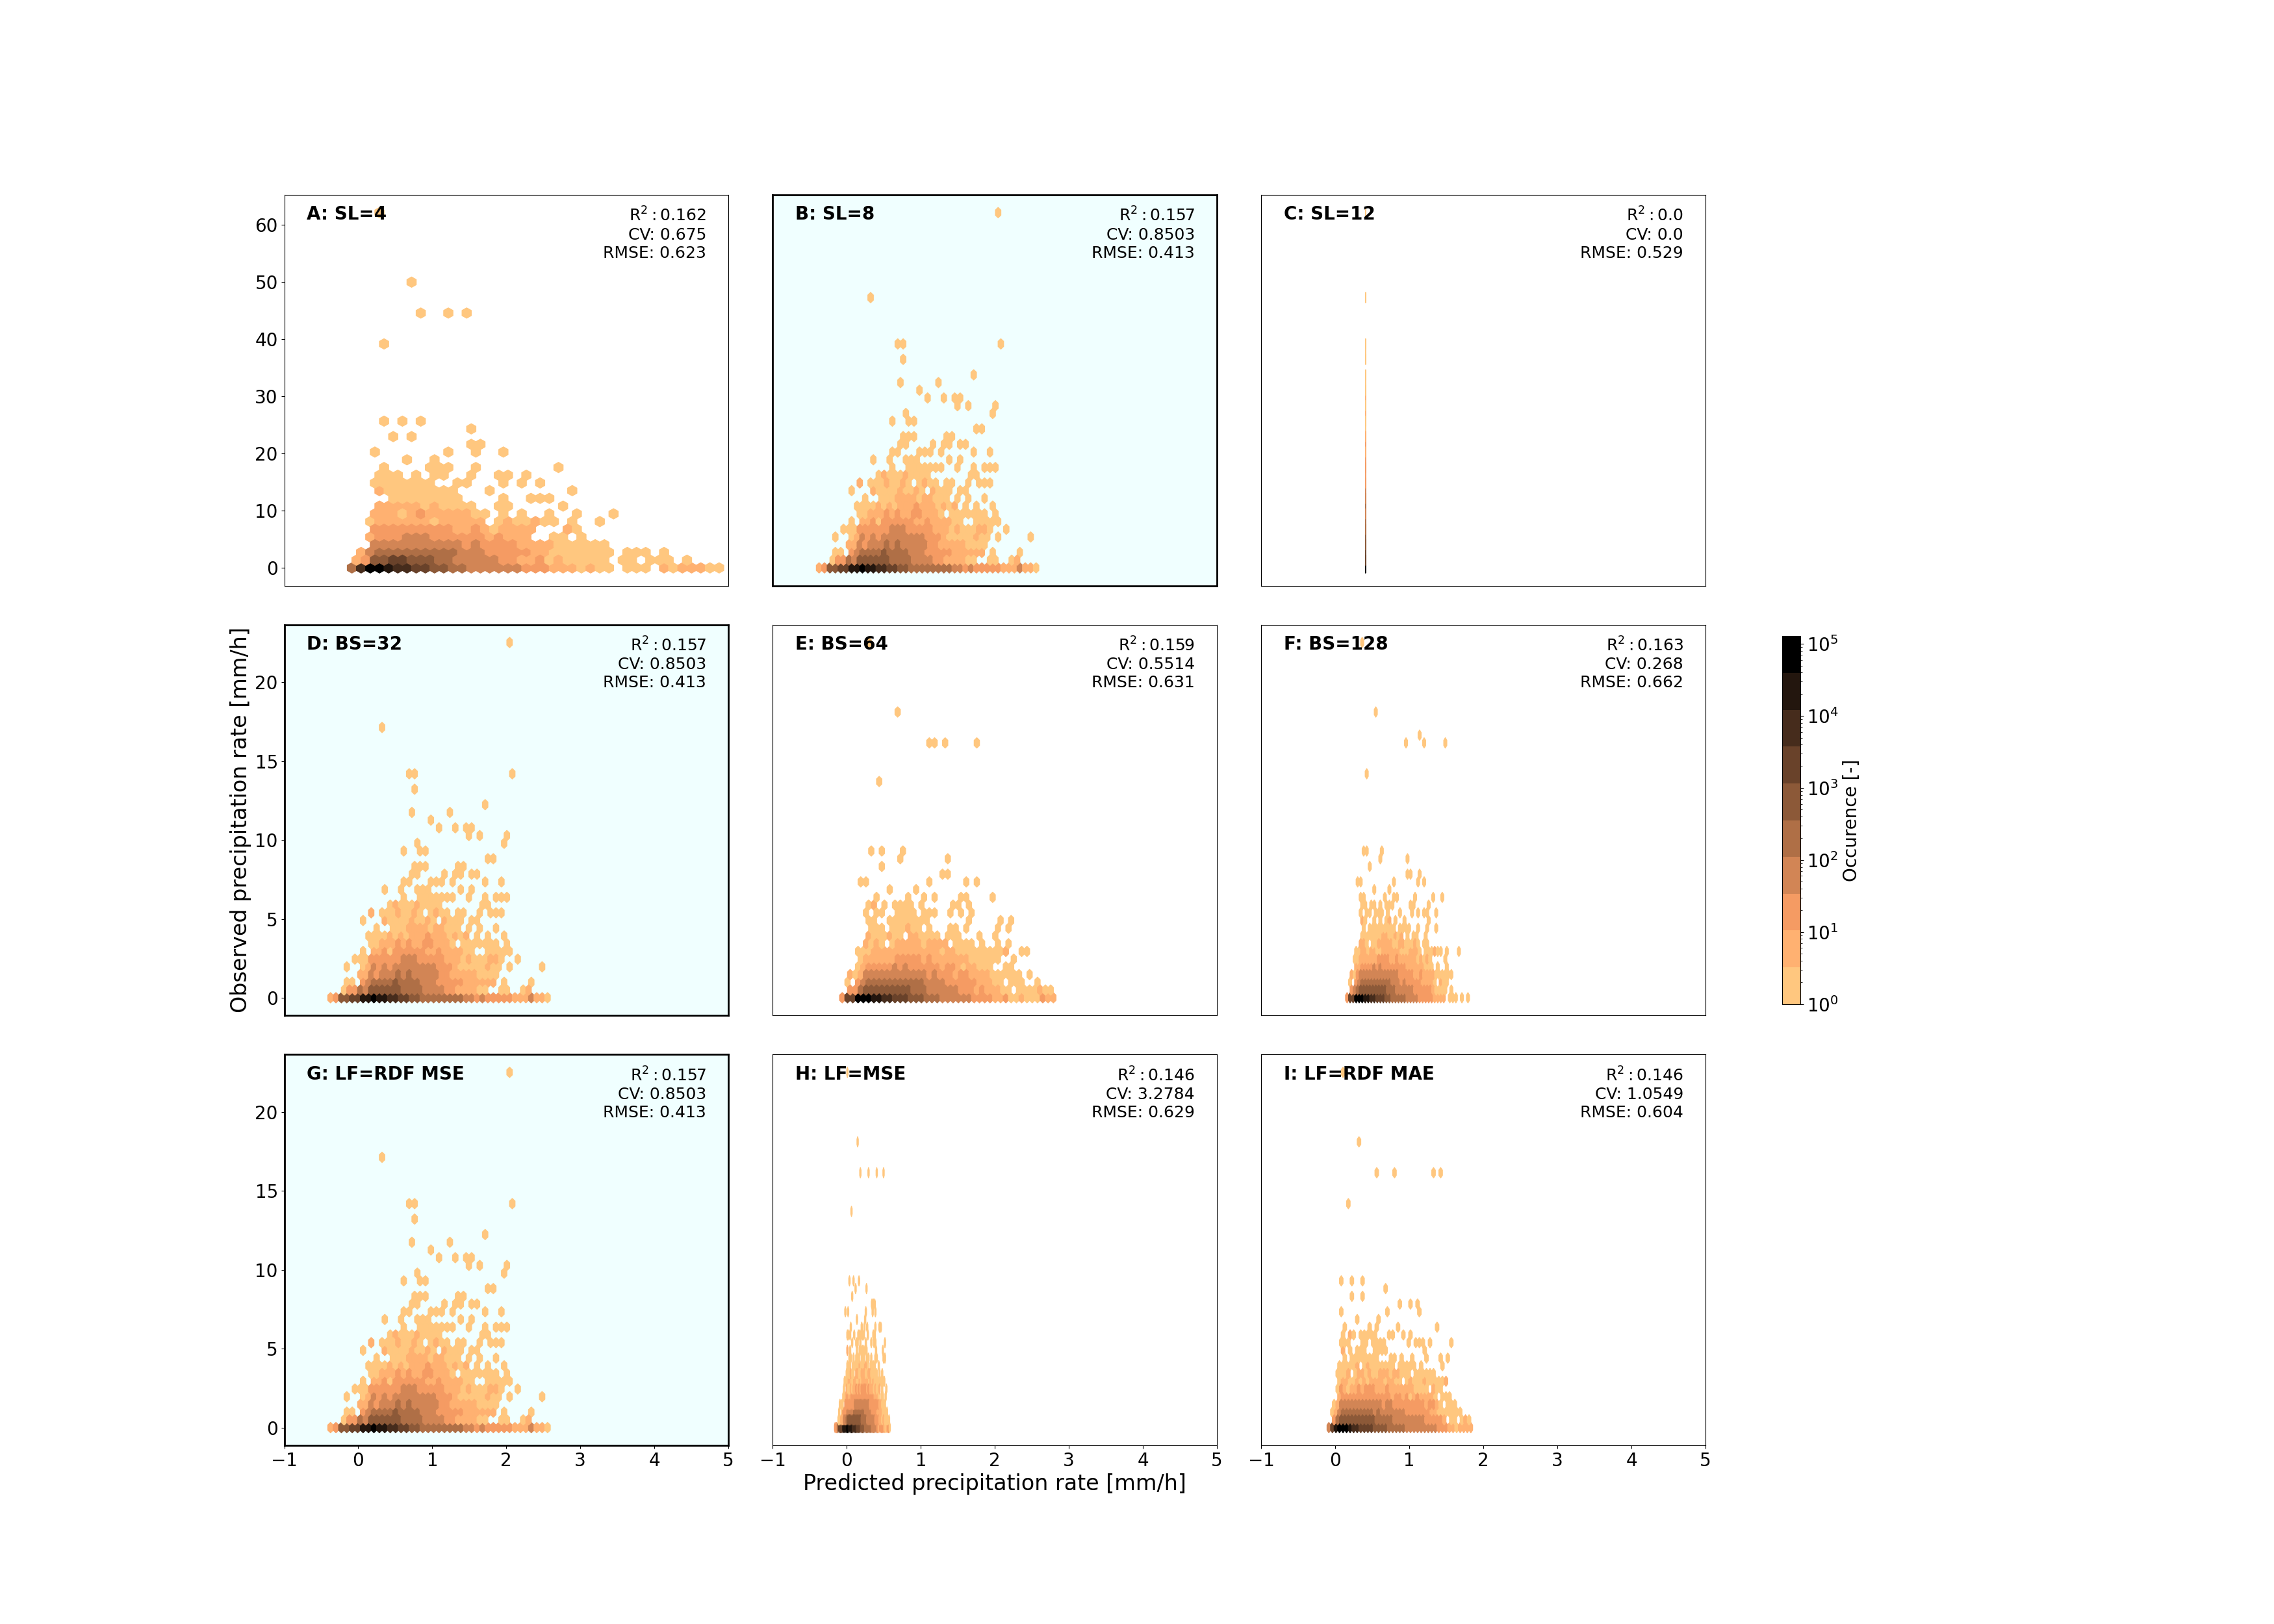 A: SL=4
R²: 0.162
CV: 0.675
RMSE: 0.623
B: SL=8
R²: 0.157
CV: 0.8503
RMSE: 0.413
C: SL=12
R²: 0.0
CV: 0.0
RMSE: 0.529
60
50
40
30
20
10
0
D: BS=32
R²: 0.157
CV: 0.8503
RMSE: 0.413
E: BS=64
R²: 0.159
CV: 0.5514
RMSE: 0.631
F: BS=128
R²: 0.163
CV: 0.268
RMSE: 0.662
20
15
10
5
0
Observed precipitation rate [mm/h]
10⁵
10⁴
10³
10²
10¹
10⁰
Occurence [-]
G: LF=RDF MSE
R²: 0.157
CV: 0.8503
RMSE: 0.413
H: LF=MSE
R²: 0.146
CV: 3.2784
RMSE: 0.629
I: LF=RDF MAE
R²: 0.146
CV: 1.0549
RMSE: 0.604
20
15
10
5
0
−1 0 1 2 3 4 5
−1 0 1 2 3 4 5
−1 0 1 2 3 4 5
Predicted precipitation rate [mm/h]